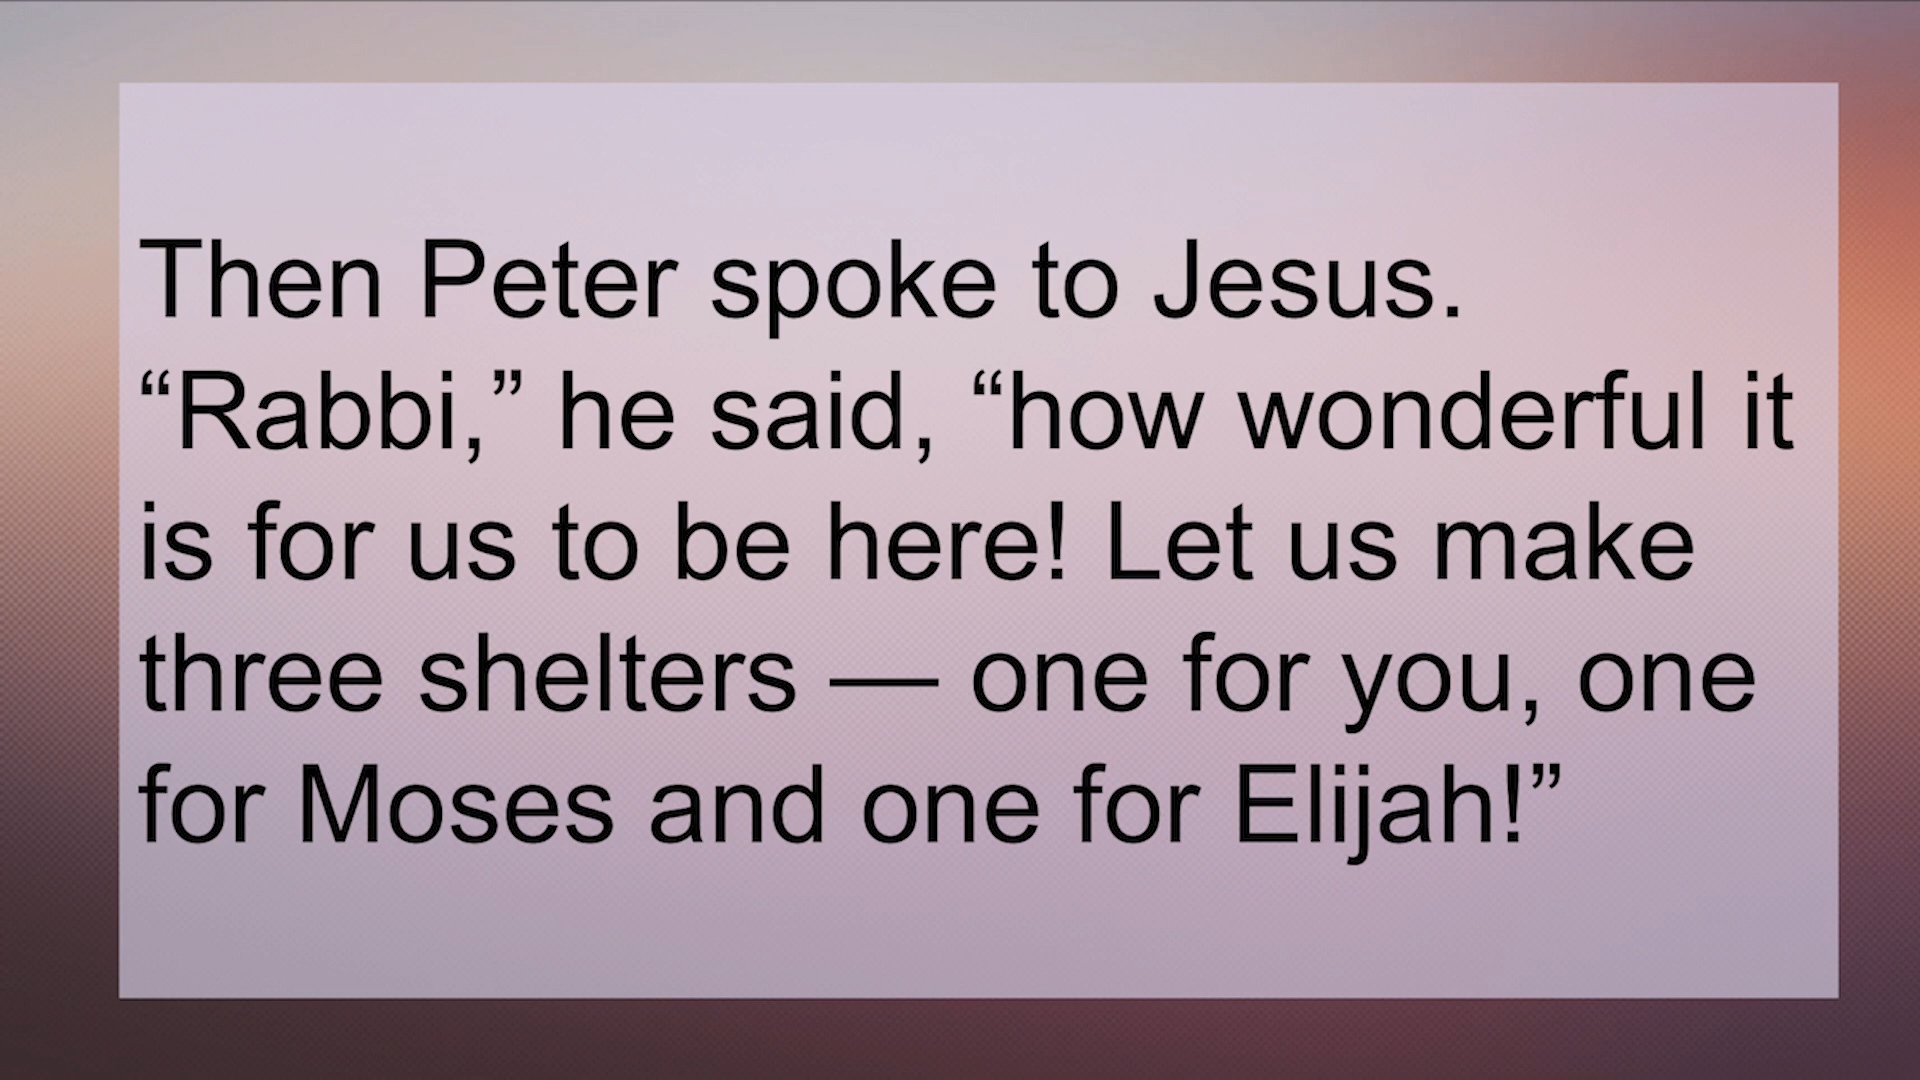 Then Peter spoke to Jesus.
“Rabbi,” he said, “how wonderful it
is for us to be here! Let us make
three shelters — one for you, one
for Moses and one for Elijah!”